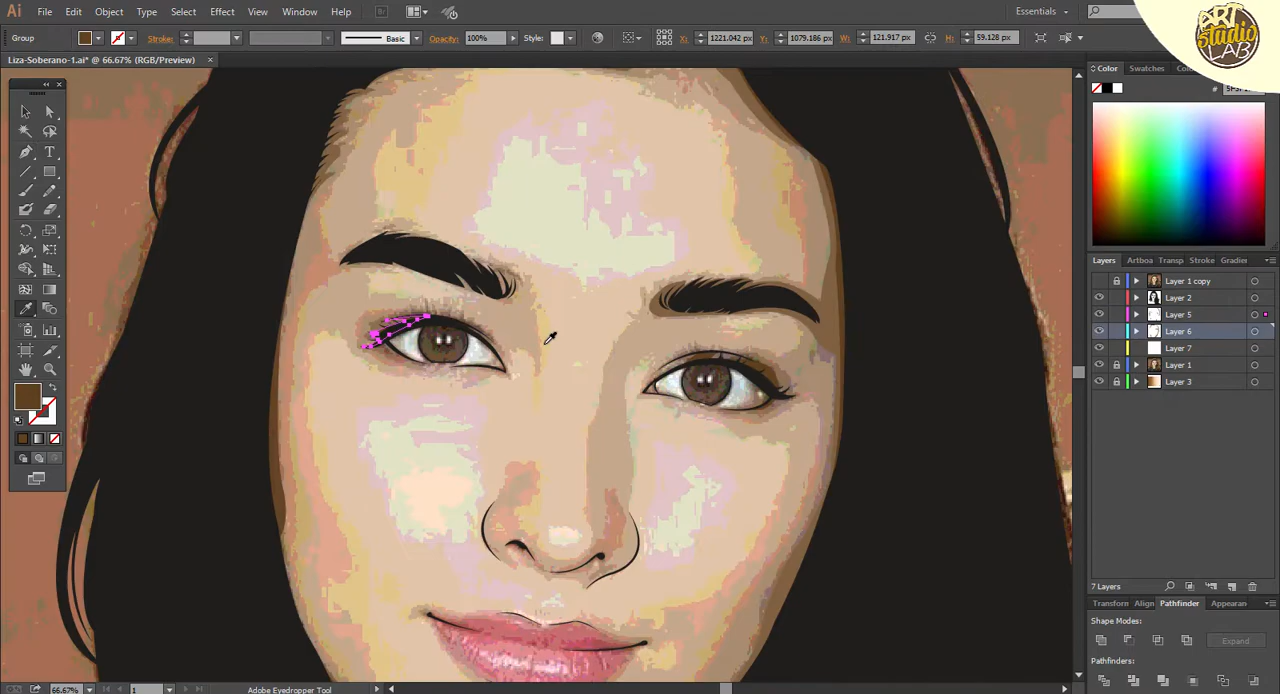 Ai File Edit Object Type Select Effect View Window Help Br Essentials
Group Stroke: Basic Opacity: 100% Style: X: 1221.042 px Y: 1079.186 px W: 121.917 px H: 59.128 px
Liza-Soberano-1.ai* @ 66.67% (RGB/Preview) ×
ART
studio
LAB
Color Swatches
#
Layers Artboa Transp Stroke Gradier
Layer 1 copy
Layer 2
Layer 5
Layer 6
Layer 7
Layer 1
Layer 3
7 Layers
Transform Align Pathfinder Appearan
Shape Modes:
Expand
Pathfinders:
66.67% 1 Adobe Eyedropper Tool